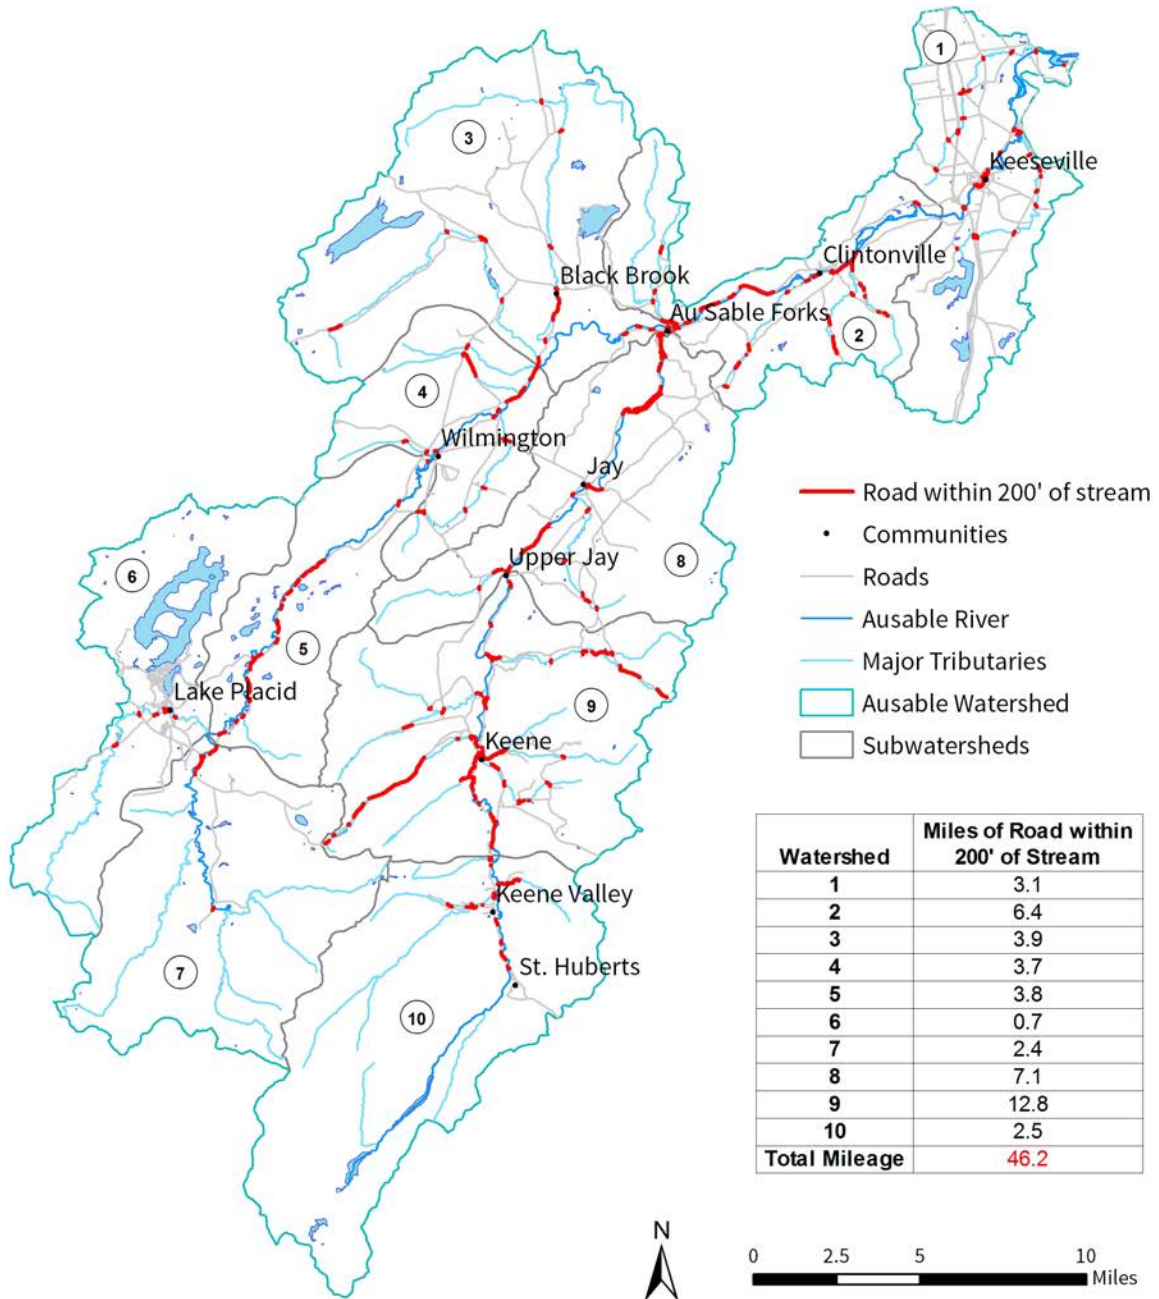 1
3
Keeseville
Clintonville
Black Brook
Au Sable Forks
2
4
Wilmington
Jay
Upper Jay
8
6
5
Lake Placid
9
Keene
Keene Valley
St. Huberts
7
10
Road within 200' of stream
Communities
Roads
Ausable River
Major Tributaries
Ausable Watershed
Subwatersheds
Watershed Miles of Road within 200' of Stream
1 3.1
2 6.4
3 3.9
4 3.7
5 3.8
6 0.7
7 2.4
8 7.1
9 12.8
10 2.5
Total Mileage 46.2
N
0 2.5 5 10
Miles